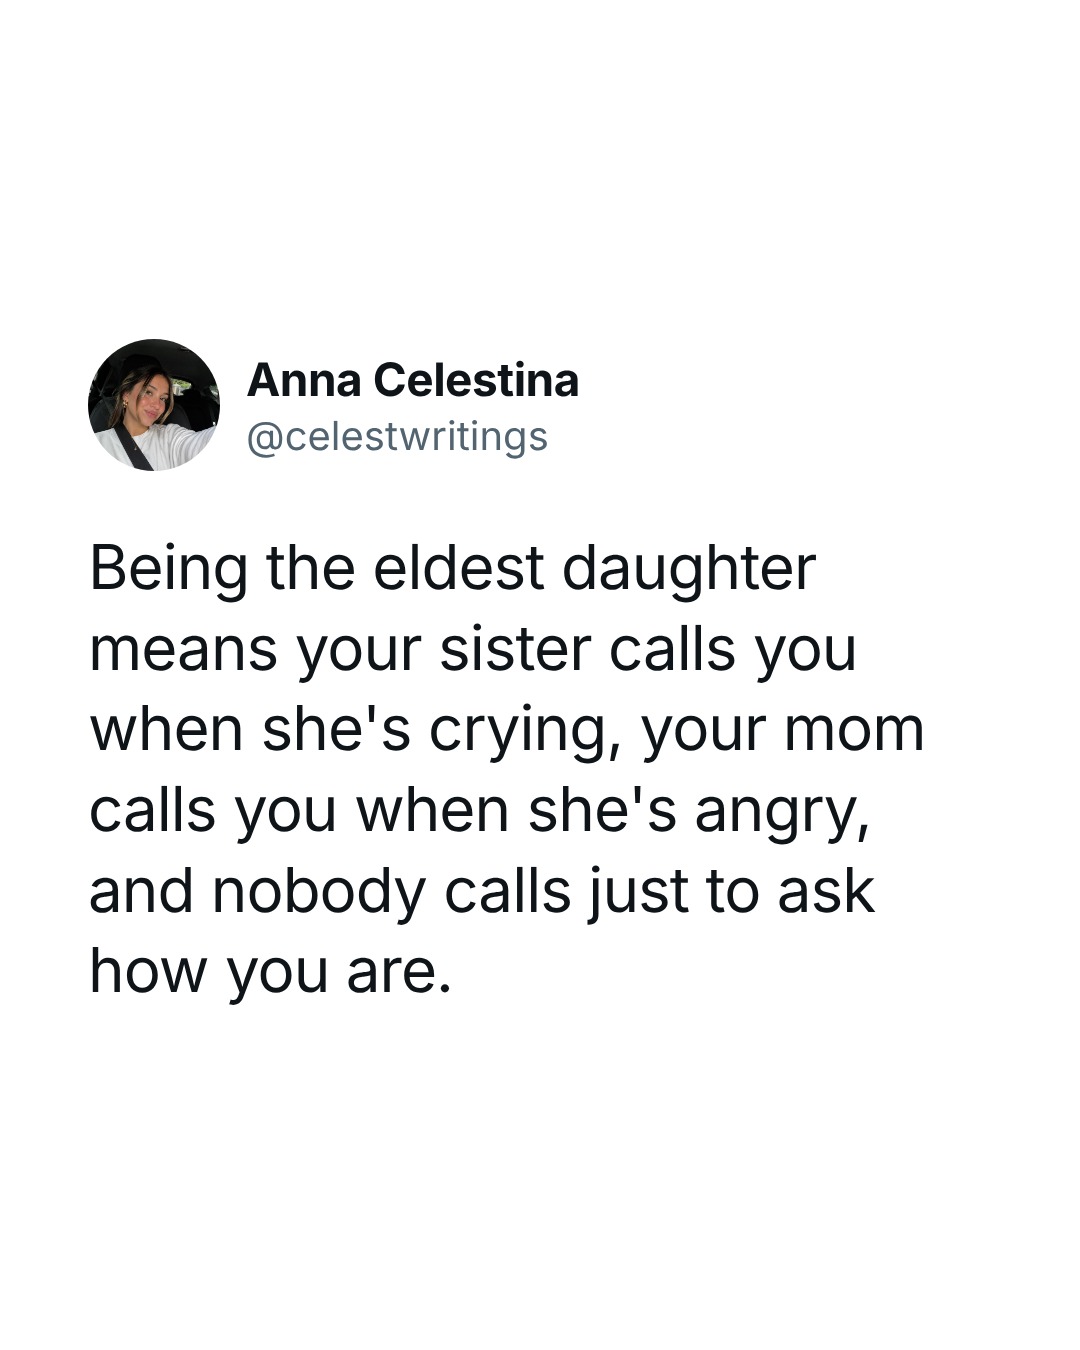 Anna Celestina
@celestwritings
Being the eldest daughter
means your sister calls you
when she's crying, your mom
calls you when she's angry,
and nobody calls just to ask
how you are.